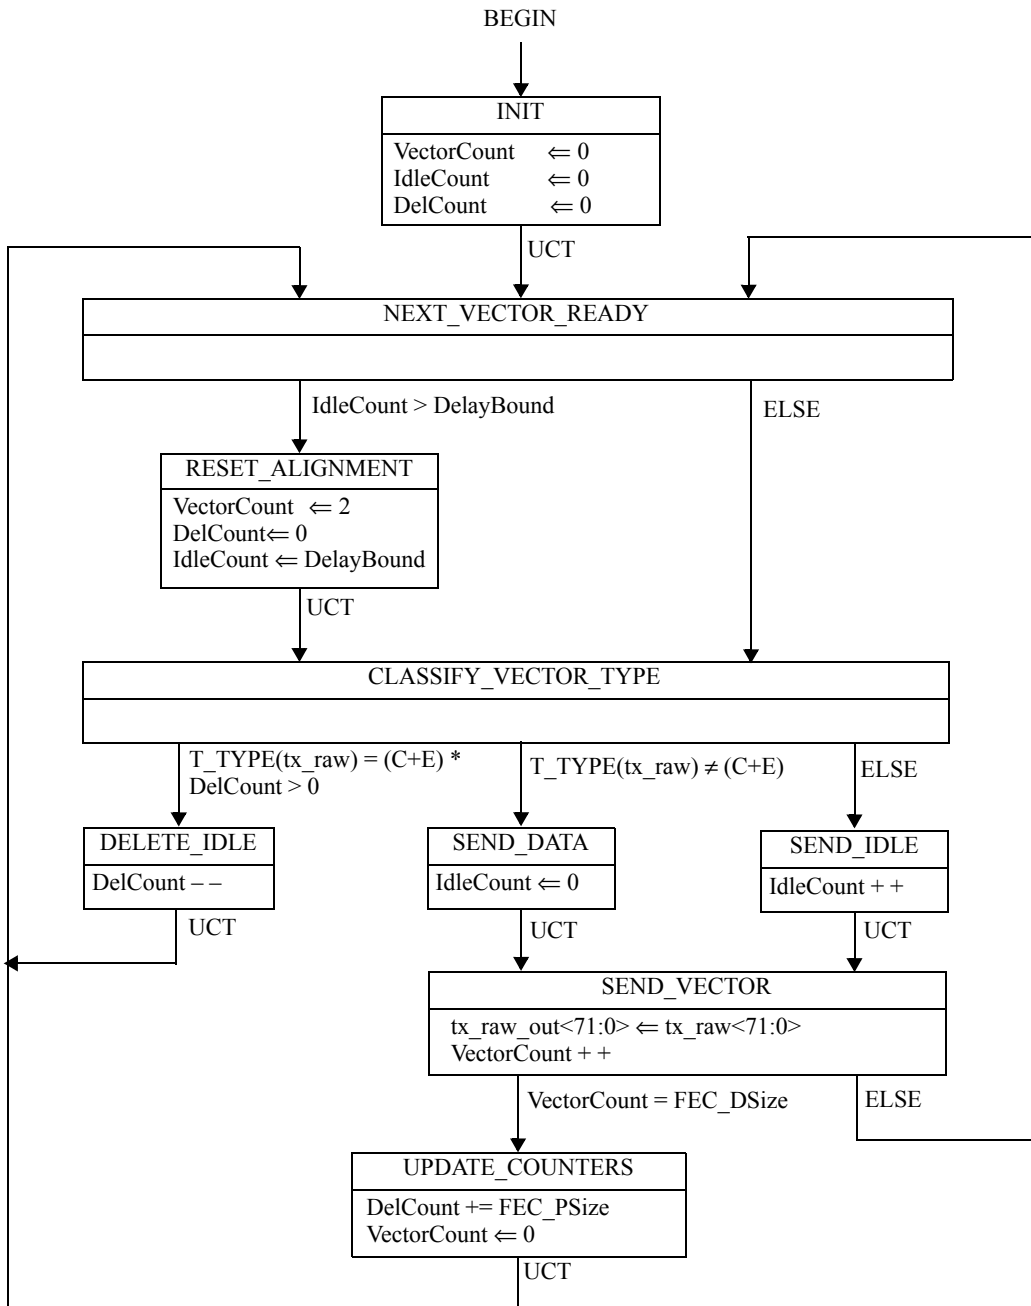 BEGIN
INIT
VectorCount ⇐ 0
IdleCount ⇐ 0
DelCount ⇐ 0
UCT
NEXT_VECTOR_READY
IdleCount > DelayBound
ELSE
RESET_ALIGNMENT
VectorCount ⇐ 2
DelCount⇐ 0
IdleCount ⇐ DelayBound
UCT
CLASSIFY_VECTOR_TYPE
T_TYPE(tx_raw) = (C+E) *
DelCount > 0
T_TYPE(tx_raw) ≠ (C+E)
ELSE
DELETE_IDLE
DelCount – –
UCT
SEND_DATA
IdleCount ⇐ 0
UCT
SEND_IDLE
IdleCount + +
UCT
SEND_VECTOR
tx_raw_out<71:0> ⇐ tx_raw<71:0>
VectorCount + +
VectorCount = FEC_DSize
ELSE
UPDATE_COUNTERS
DelCount += FEC_PSize
VectorCount ⇐ 0
UCT